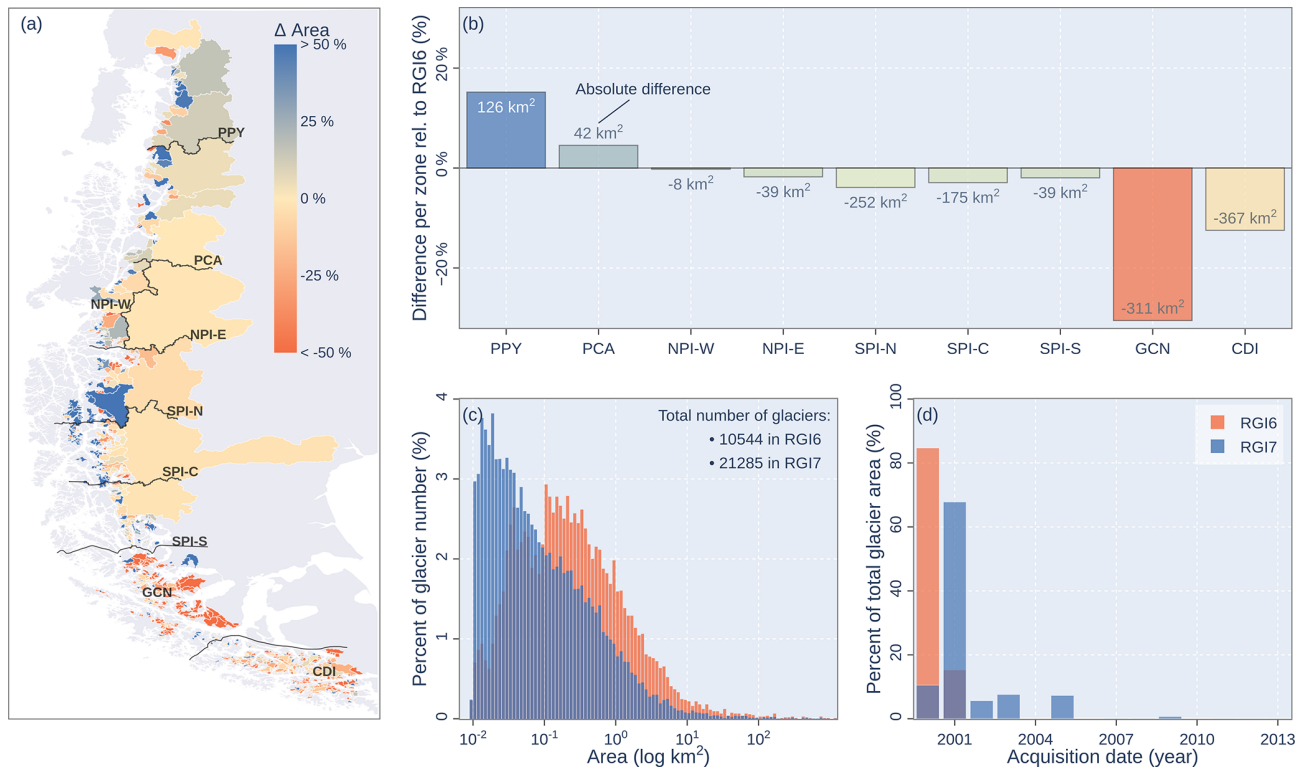 (a)
Δ Area
> 50 %
25 %
0 %
-25 %
< -50 %
PPY
PCA
NPI-W
NPI-E
SPI-N
SPI-C
SPI-S
GCN
CDI
(b)
Difference per zone rel. to RGI6 (%)
20%
0%
−20%
Absolute difference
126 km²
42 km²
-8 km²
-39 km²
-252 km²
-175 km²
-39 km²
-311 km²
-367 km²
PPY
PCA
NPI-W
NPI-E
SPI-N
SPI-C
SPI-S
GCN
CDI
(c)
Percent of glacier number (%)
4
3
2
1
0
Total number of glaciers:
• 10544 in RGI6
• 21285 in RGI7
10⁻²
10⁻¹
10⁰
10¹
10²
Area (log km²)
(d)
Percent of total glacier area (%)
100
80
60
40
20
0
RGI6
RGI7
2001
2004
2007
2010
2013
Acquisition date (year)